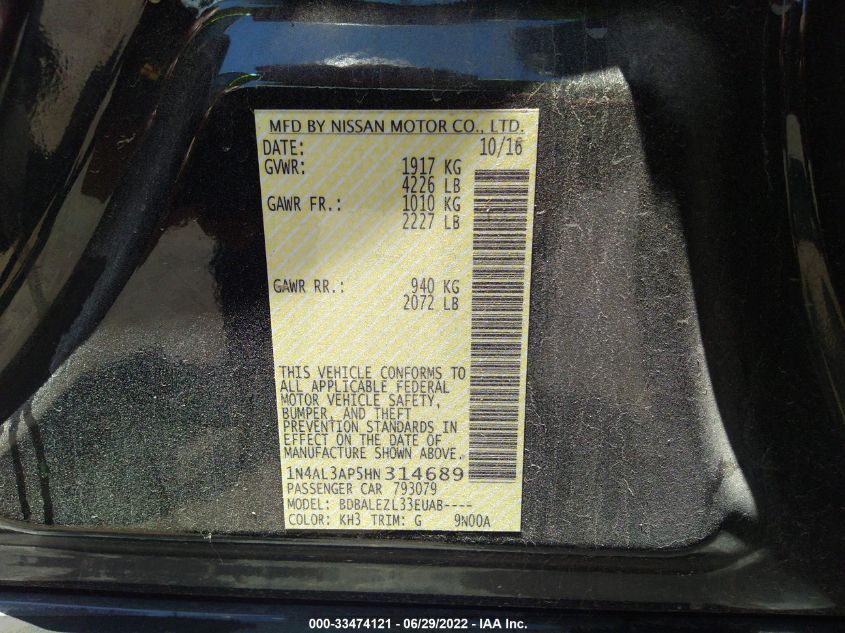 MFD BY NISSAN MOTOR CO., LTD.
DATE: 10/16
GVWR: 1917 KG
4226 LB
GAWR FR.: 1010 KG
2227 LB
GAWR RR.: 940 KG
2072 LB
THIS VEHICLE CONFORMS TO
ALL APPLICABLE FEDERAL
MOTOR VEHICLE SAFETY,
BUMPER, AND THEFT
PREVENTION STANDARDS IN
EFFECT ON THE DATE OF
MANUFACTURE SHOWN ABOVE.
1N4AL3AP5HN314689
PASSENGER CAR 793079
MODEL: BDBALEZL33EUAB----
COLOR: KH3 TRIM: G 9N00A
000-33474121 - 06/29/2022 - IAA Inc.